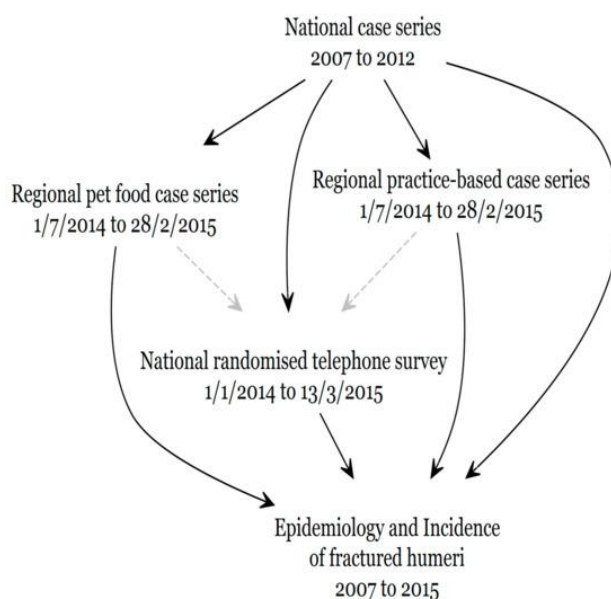 National case series
2007 to 2012
Regional pet food case series
1/7/2014 to 28/2/2015
Regional practice-based case series
1/7/2014 to 28/2/2015
National randomised telephone survey
1/1/2014 to 13/3/2015
Epidemiology and Incidence
of fractured humeri
2007 to 2015